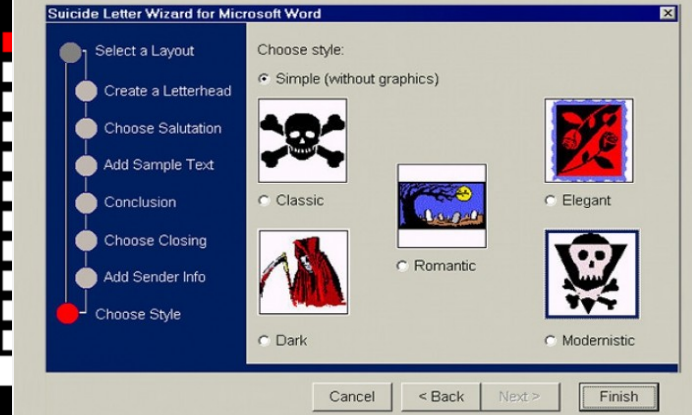 Suicide Letter Wizard for Microsoft Word
Select a Layout
Create a Letterhead
Choose Salutation
Add Sample Text
Conclusion
Choose Closing
Add Sender Info
Choose Style
Choose style:
Simple (without graphics)
Classic
Elegant
Romantic
Dark
Modernistic
Cancel
< Back
Next >
Finish